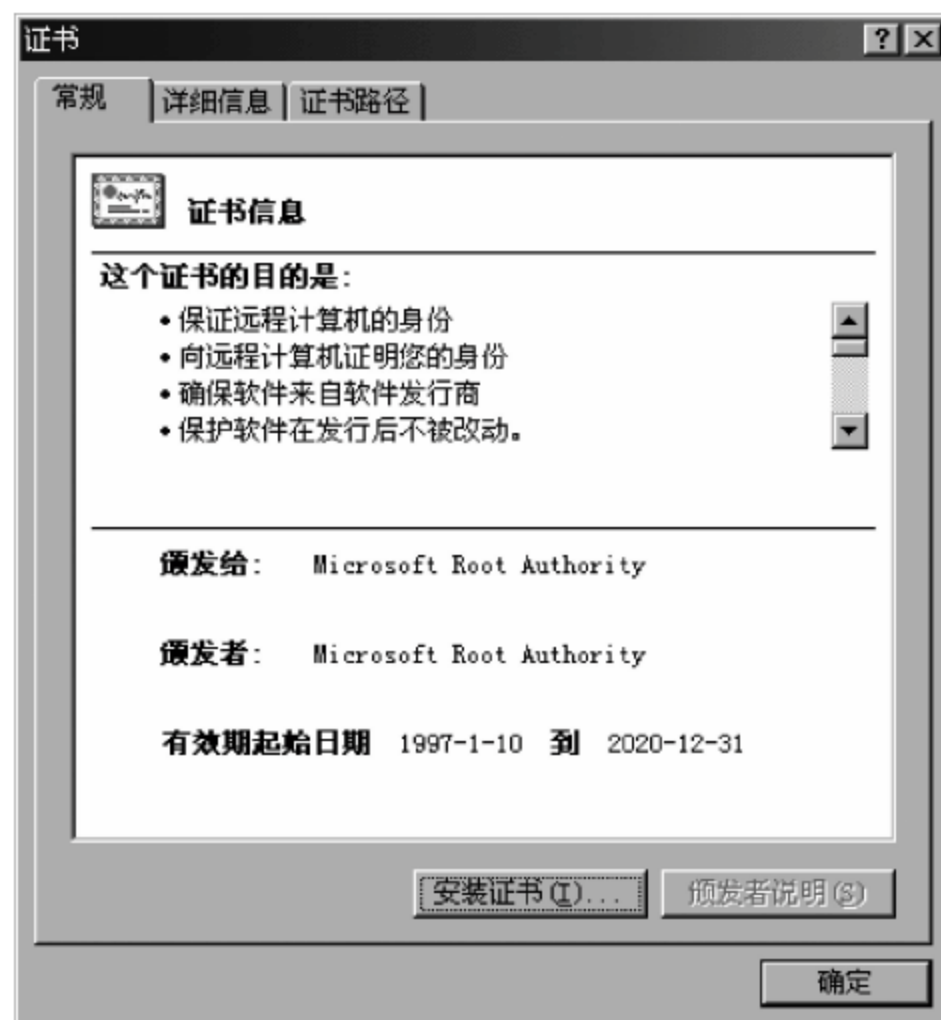 证书
常规 详细信息 证书路径
证书信息
这个证书的目的是:
•保证远程计算机的身份
•向远程计算机证明您的身份
•确保软件来自软件发行商
•保护软件在发行后不被改动。
颁发给: Microsoft Root Authority
颁发者: Microsoft Root Authority
有效期起始日期 1997-1-10 到 2020-12-31
安装证书(I)... 颁发者说明(S)
确定